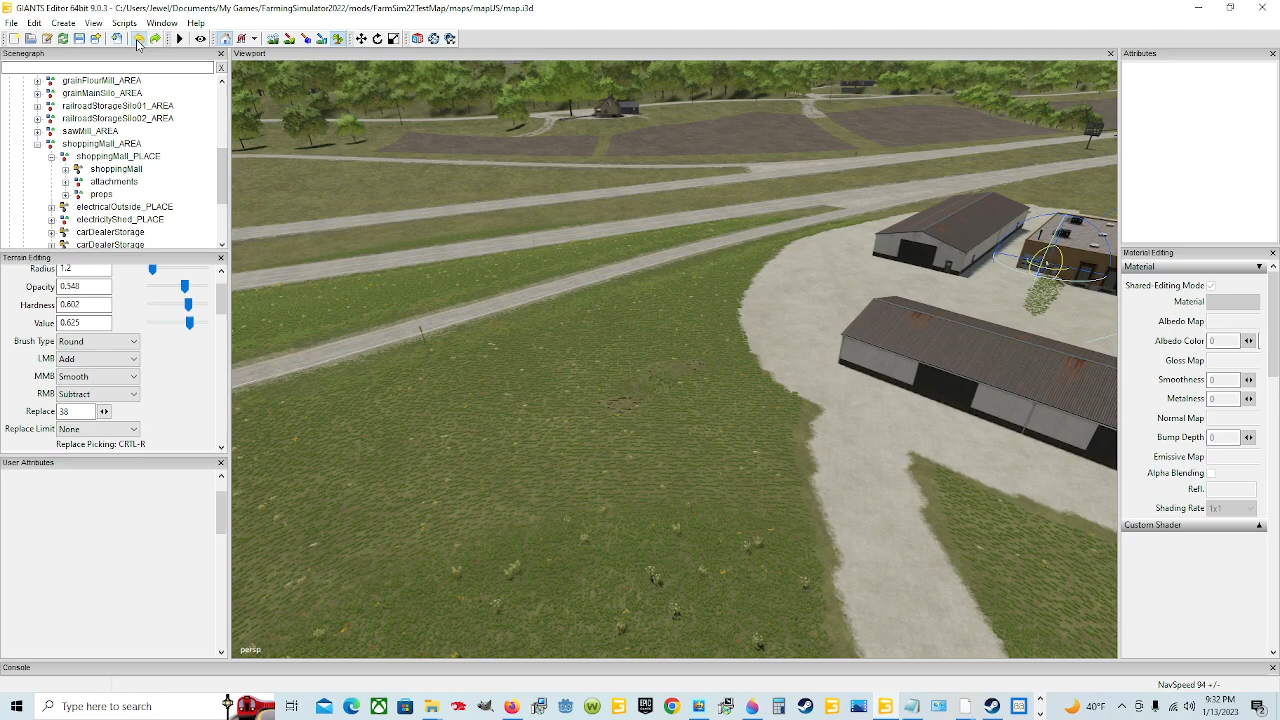 GIANTS Editor 64bit 9.0.3 - C:/Users/Jewel/Documents/My Games/FarmingSimulator2022/mods/FarmSim22TestMap/maps/mapUS/map.i3d
File Edit Create View Scripts Window Help
Scenegraph
X
grainFlourMill_AREA
grainMainSilo_AREA
railroadStorageSilo01_AREA
railroadStorageSilo02_AREA
sawMill_AREA
shoppingMall_AREA
shoppingMall_PLACE
shoppingMall
attachments
props
electricalOutside_PLACE
electricityShed_PLACE
carDealerStorage
carDealerStorage
Terrain Editing
Radius 1.2
Opacity 0.548
Hardness 0.602
Value 0.625
Brush Type Round
LMB Add
MMB Smooth
RMB Subtract
Replace 38
Replace Limit None
Replace Picking: CRTL-R
User Attributes
Viewport
persp
Attributes
Material Editing
Material
Shared-Editing Mode
Material
Albedo Map
Albedo Color 0
Gloss Map
Smoothness 0
Metalness 0
Normal Map
Bump Depth 0
Emissive Map
Alpha Blending
Refl.
Shading Rate 1x1
Custom Shader
Console
NavSpeed 94 +/-
Type here to search
40°F
9:32 PM
1/13/2023
2